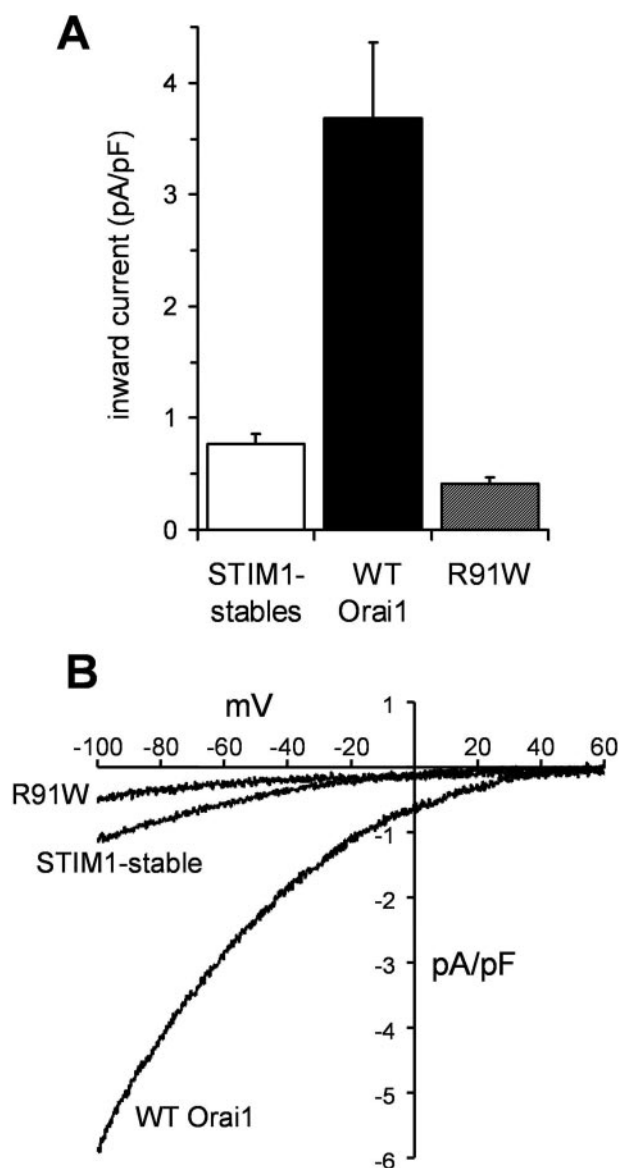 A
inward current (pA/pF)
4
3
2
1
0
STIM1-
stables
WT
Orai1
R91W
B
mV
1
-100 -80 -60 -40 -20 20 40 60
R91W
STIM1-stable
-1
-2
-3
pA/pF
-4
-5
WT Orai1
-6